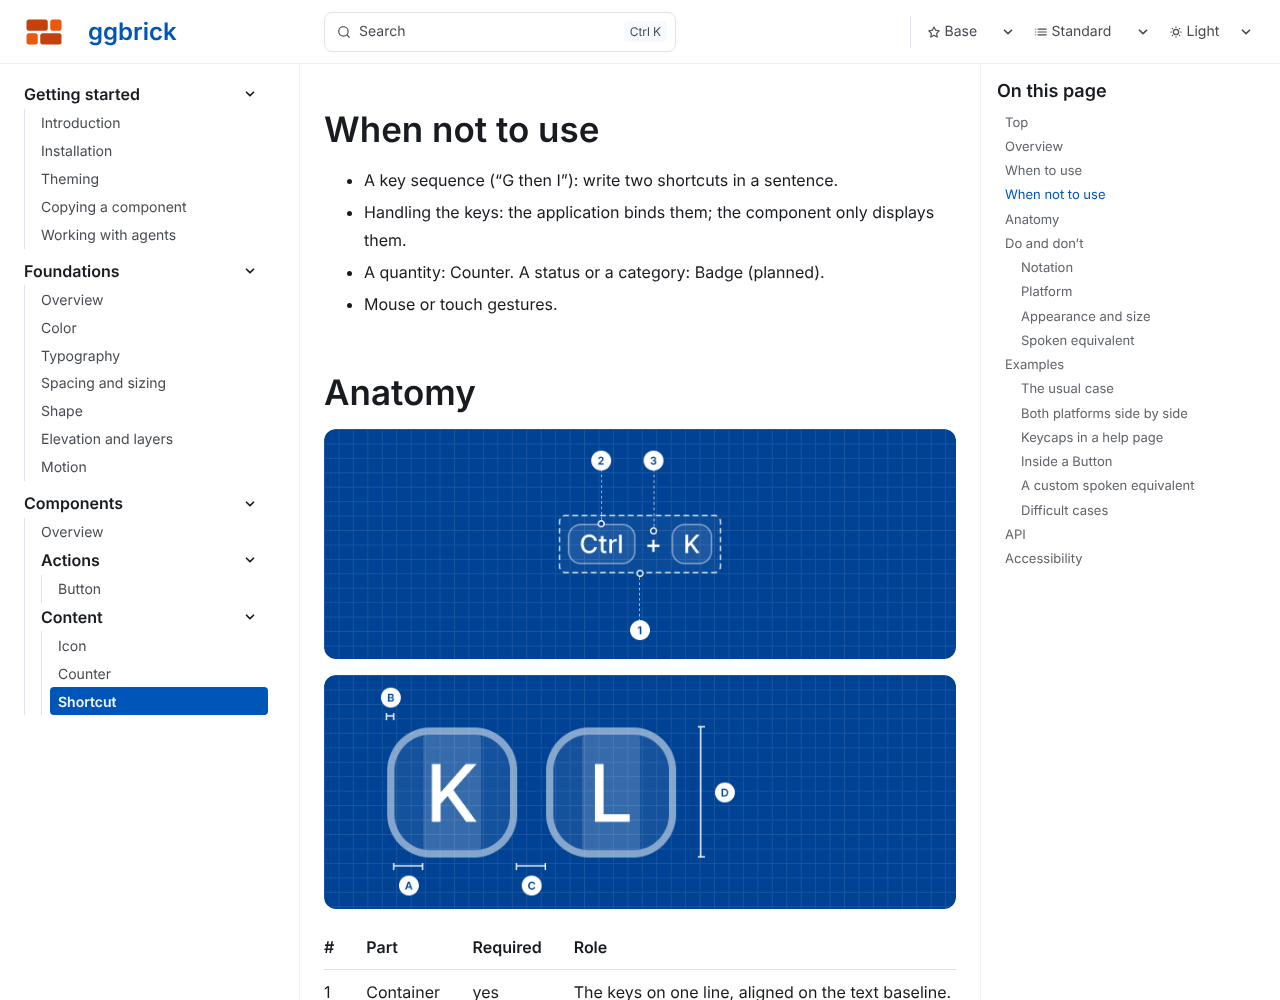 ggbrick
Search
Ctrl K
Base
Standard
Light
Getting started
Introduction
Installation
Theming
Copying a component
Working with agents
Foundations
Overview
Color
Typography
Spacing and sizing
Shape
Elevation and layers
Motion
Components
Overview
Actions
Button
Content
Icon
Counter
Shortcut
When not to use
• A key sequence (“G then I”): write two shortcuts in a sentence.
• Handling the keys: the application binds them; the component only displays
them.
• A quantity: Counter. A status or a category: Badge (planned).
• Mouse or touch gestures.
Anatomy
2 3
Ctrl + K
1
B
K L
D
A C
# Part Required Role
1 Container yes The keys on one line, aligned on the text baseline.
On this page
Top
Overview
When to use
When not to use
Anatomy
Do and don’t
Notation
Platform
Appearance and size
Spoken equivalent
Examples
The usual case
Both platforms side by side
Keycaps in a help page
Inside a Button
A custom spoken equivalent
Difficult cases
API
Accessibility